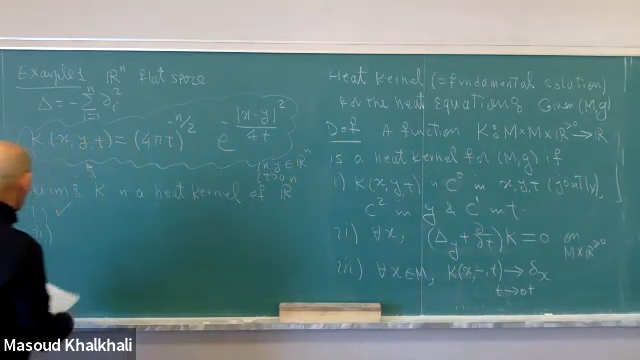 Examples ℝⁿ flat space
Δ = -∑ᵢ₌₁ⁿ ∂ᵢ²
K(x,y,t) = (4πt)^{-n/2} e^{-|x-y|²/4t}
x,y ∈ ℝⁿ
t>0
Claim: K is a heat kernel of ℝⁿ
i) ✓
ii)
Heat Kernel (=fundamental solution)
for the heat equation: Given (M,g)
Def A function K: M×M×ℝ^{>0} → ℝ
is a heat kernel for (M,g) if
i) K(x,y,t) is C⁰ in x,y,t (jointly),
C² in y & C¹ in t.
ii) ∀x, (Δ_y + ∂/∂t)K = 0 on M×ℝ^{>0}
iii) ∀x∈M, K(x,-,t) → δₓ
t→0+
Masoud Khalkhali